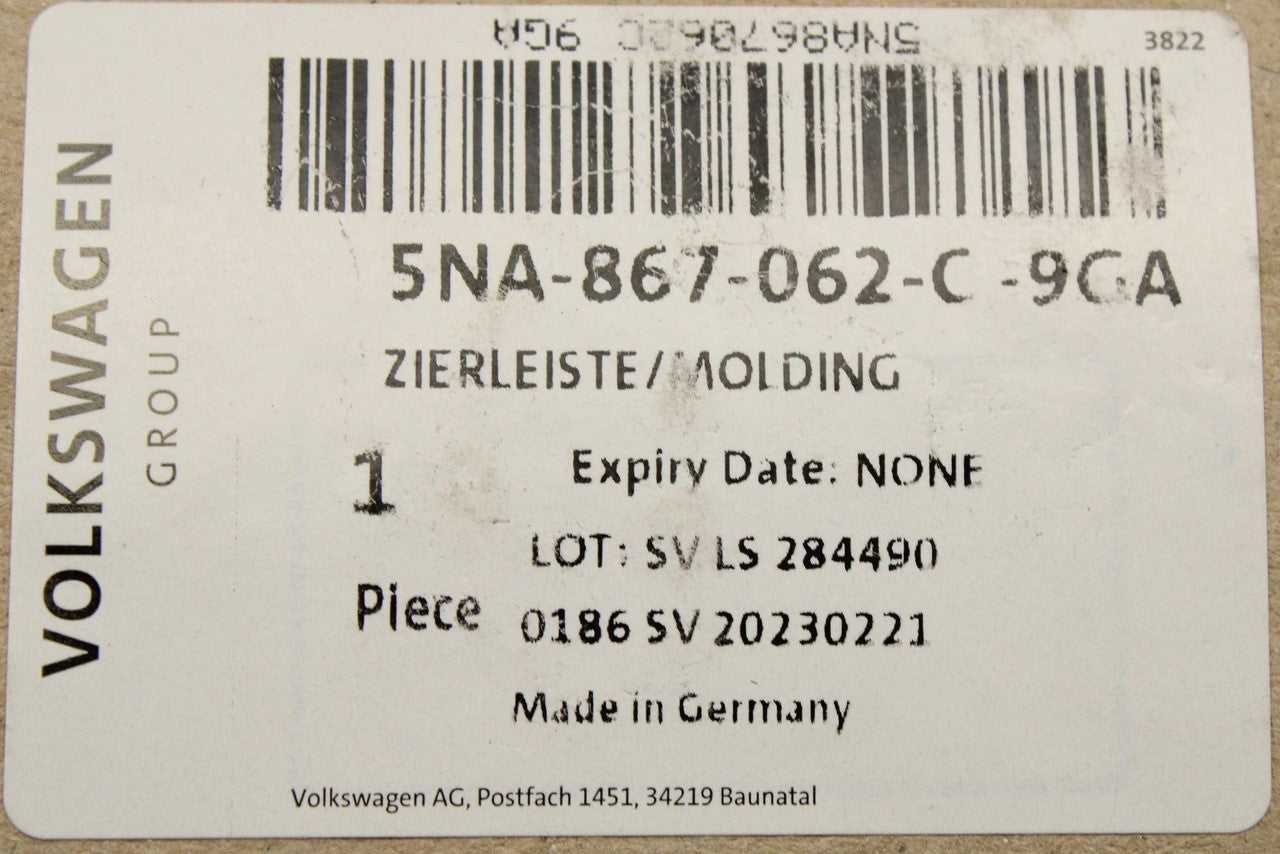 5NA867062C 9GA
3822
5NA-867-062-C -9GA
ZIERLEISTE/MOLDING
1
Expiry Date: NONE
LOT: SV LS 284490
Piece
0186 SV 20230221
Made in Germany
Volkswagen AG, Postfach 1451, 34219 Baunatal
VOLKSWAGEN
GROUP